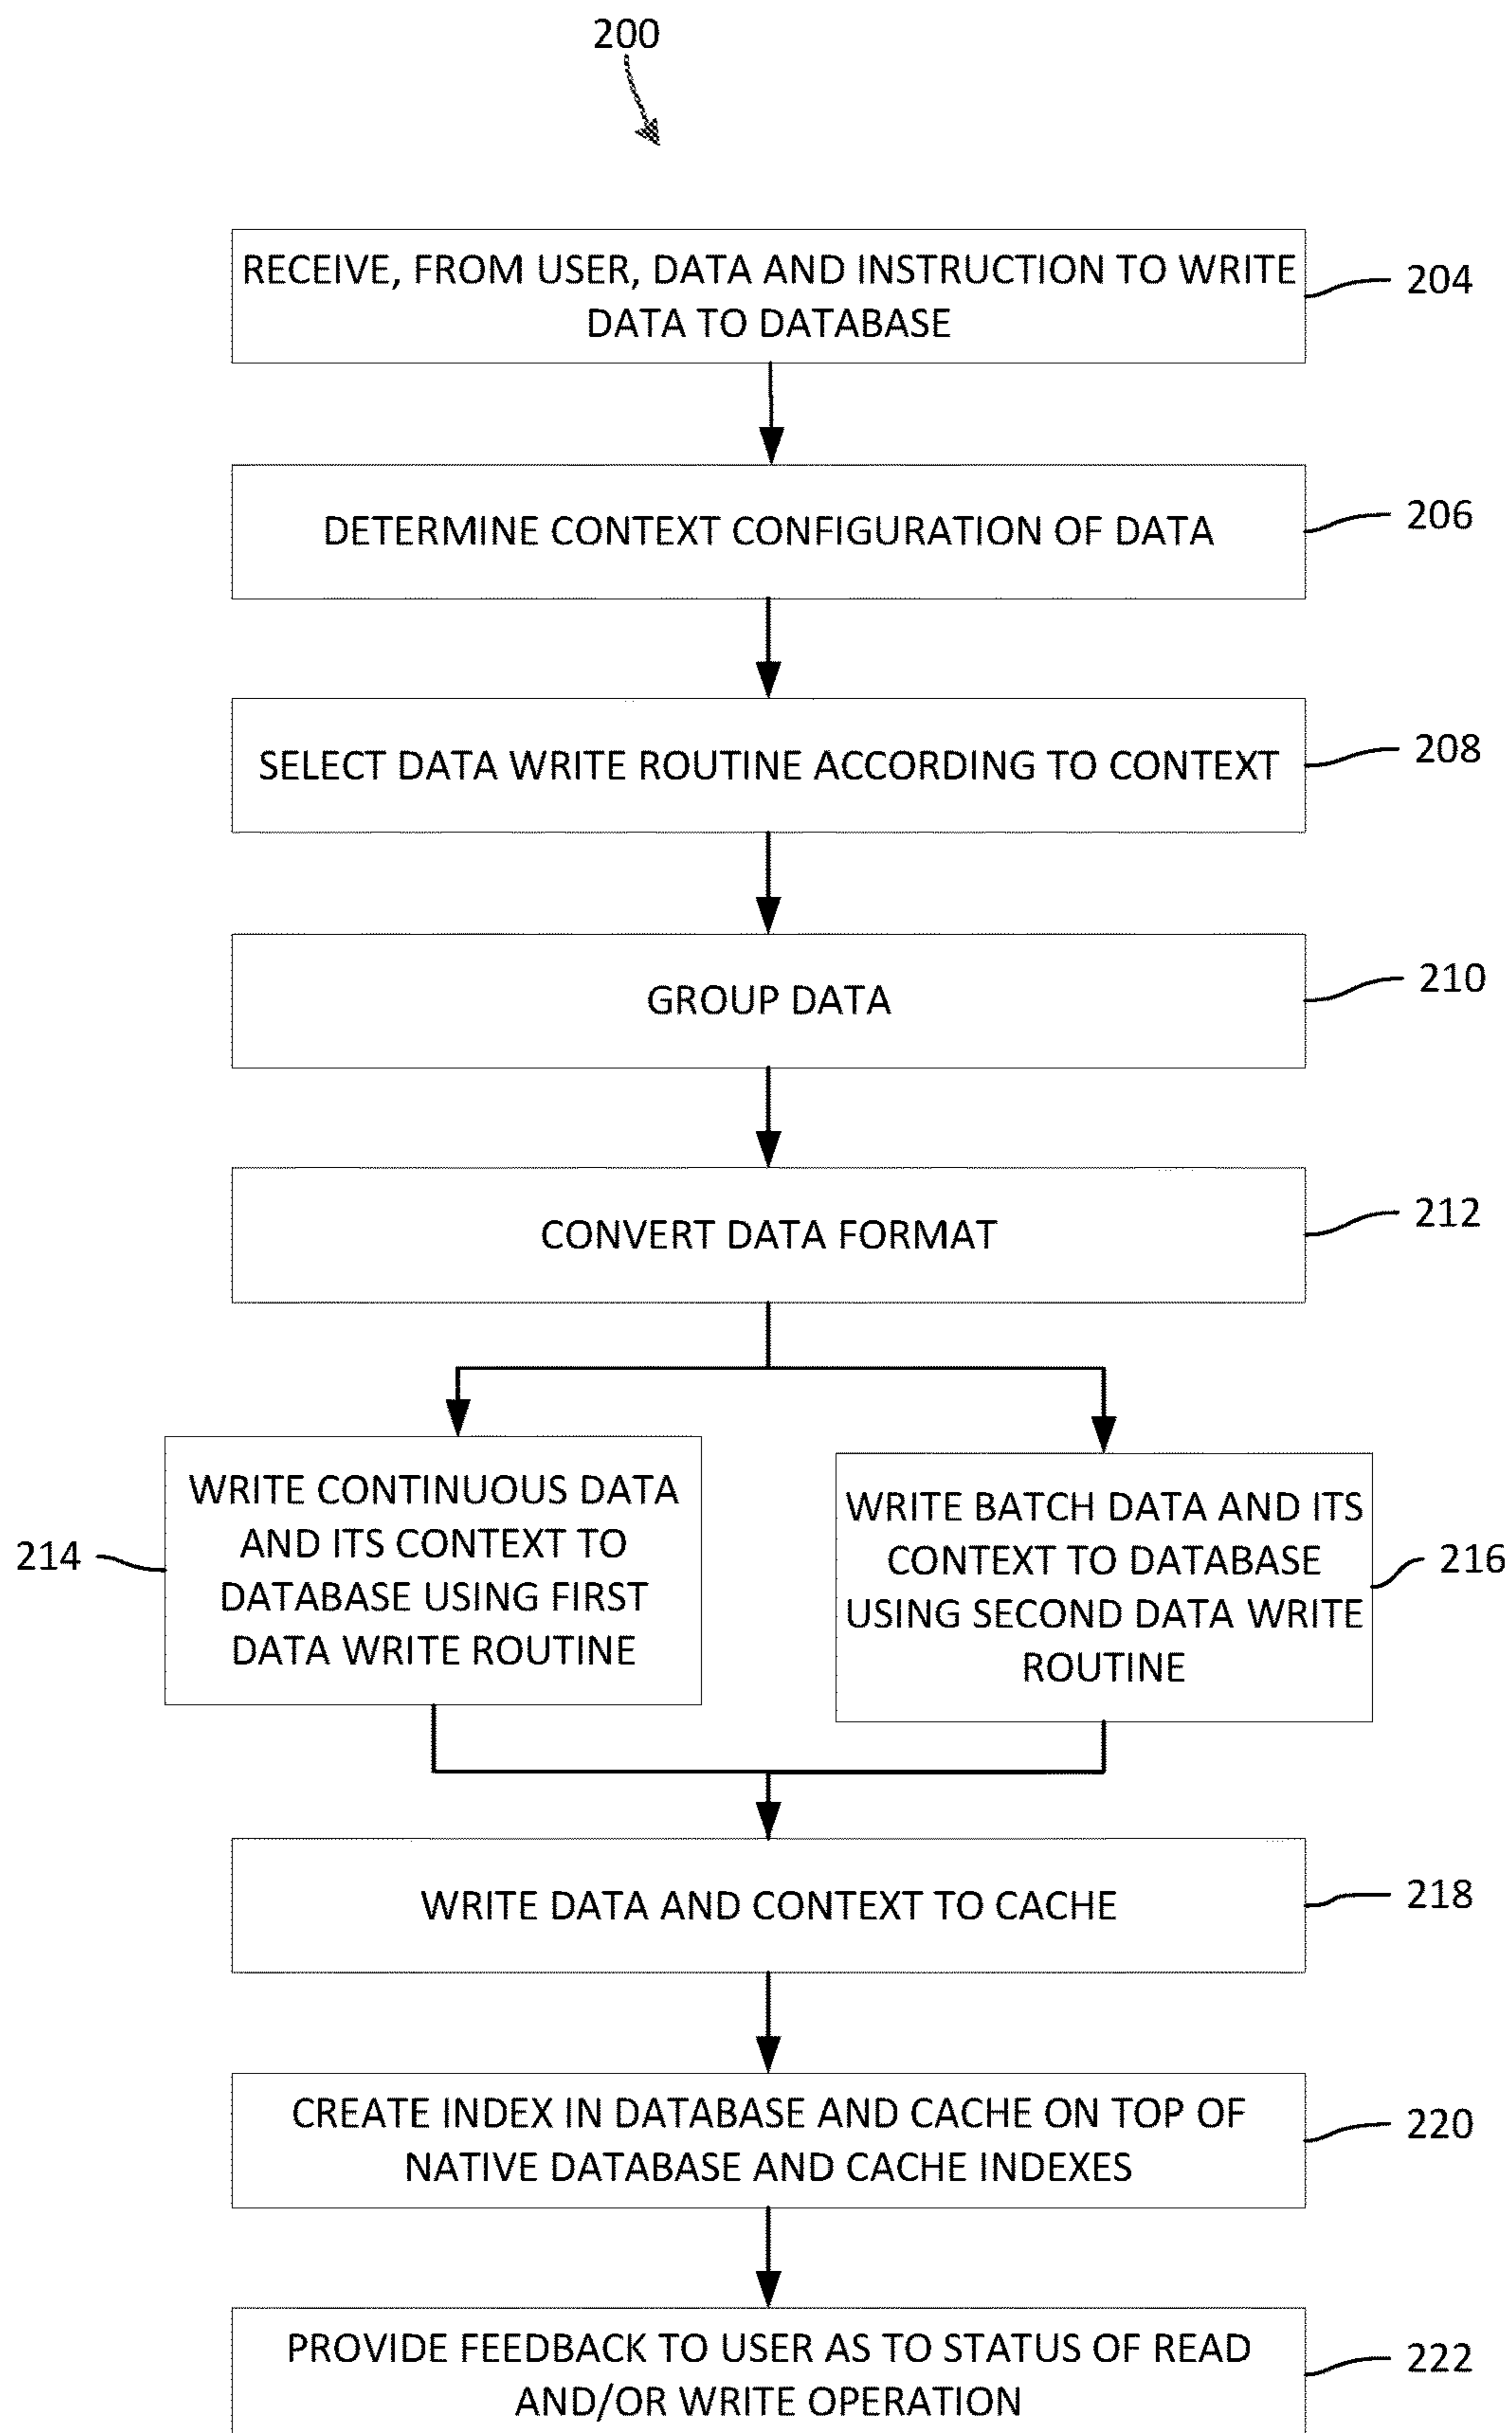 200
RECEIVE, FROM USER, DATA AND INSTRUCTION TO WRITE
DATA TO DATABASE
204
DETERMINE CONTEXT CONFIGURATION OF DATA
206
SELECT DATA WRITE ROUTINE ACCORDING TO CONTEXT
208
GROUP DATA
210
CONVERT DATA FORMAT
212
214
WRITE CONTINUOUS DATA
AND ITS CONTEXT TO
DATABASE USING FIRST
DATA WRITE ROUTINE
WRITE BATCH DATA AND ITS
CONTEXT TO DATABASE
USING SECOND DATA WRITE
ROUTINE
216
WRITE DATA AND CONTEXT TO CACHE
218
CREATE INDEX IN DATABASE AND CACHE ON TOP OF
NATIVE DATABASE AND CACHE INDEXES
220
PROVIDE FEEDBACK TO USER AS TO STATUS OF READ
AND/OR WRITE OPERATION
222